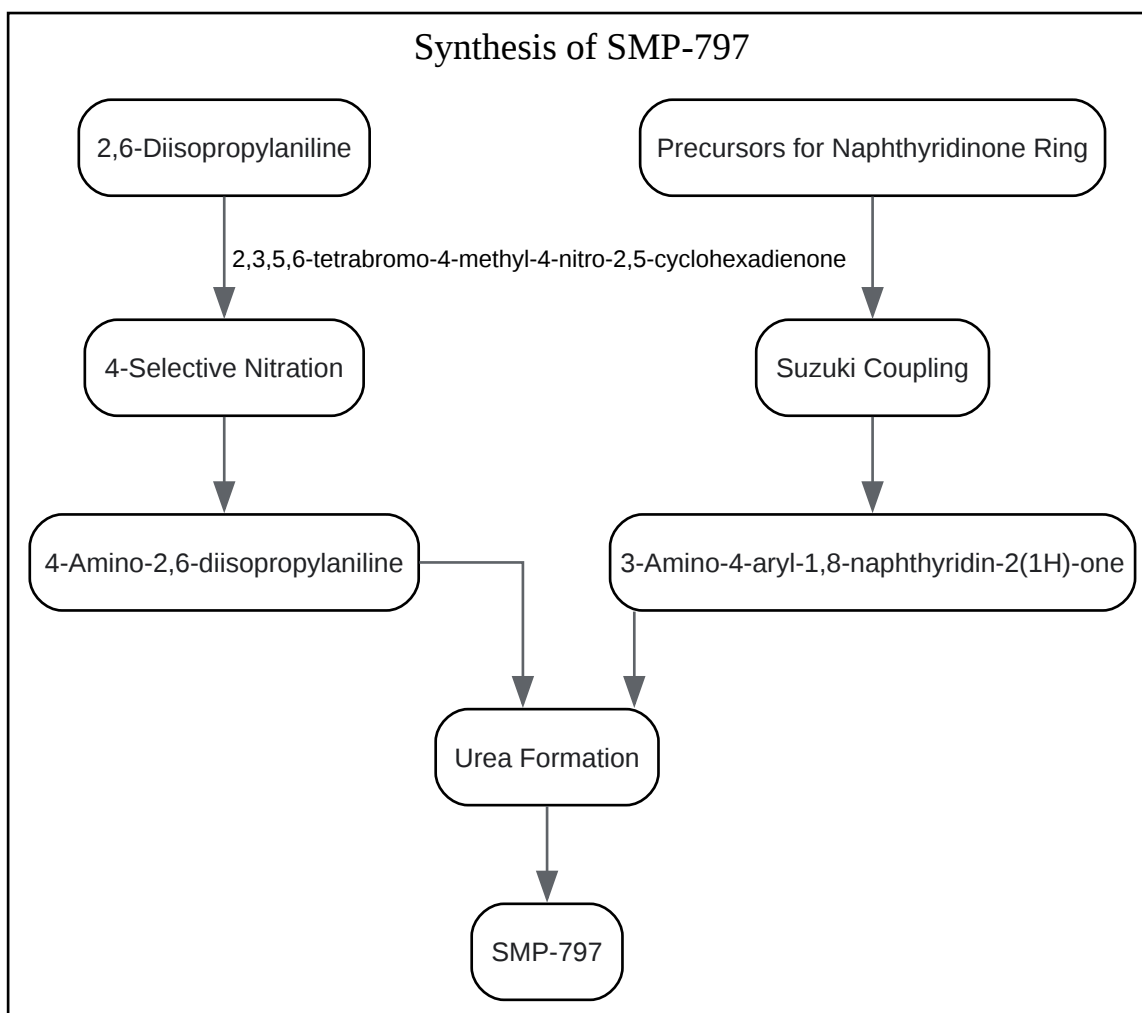 Synthesis of SMP-797
2,6-Diisopropylaniline
Precursors for Naphthyridinone Ring
2,3,5,6-tetrabromo-4-methyl-4-nitro-2,5-cyclohexadienone
4-Selective Nitration
Suzuki Coupling
4-Amino-2,6-diisopropylaniline
3-Amino-4-aryl-1,8-naphthyridin-2(1H)-one
Urea Formation
SMP-797